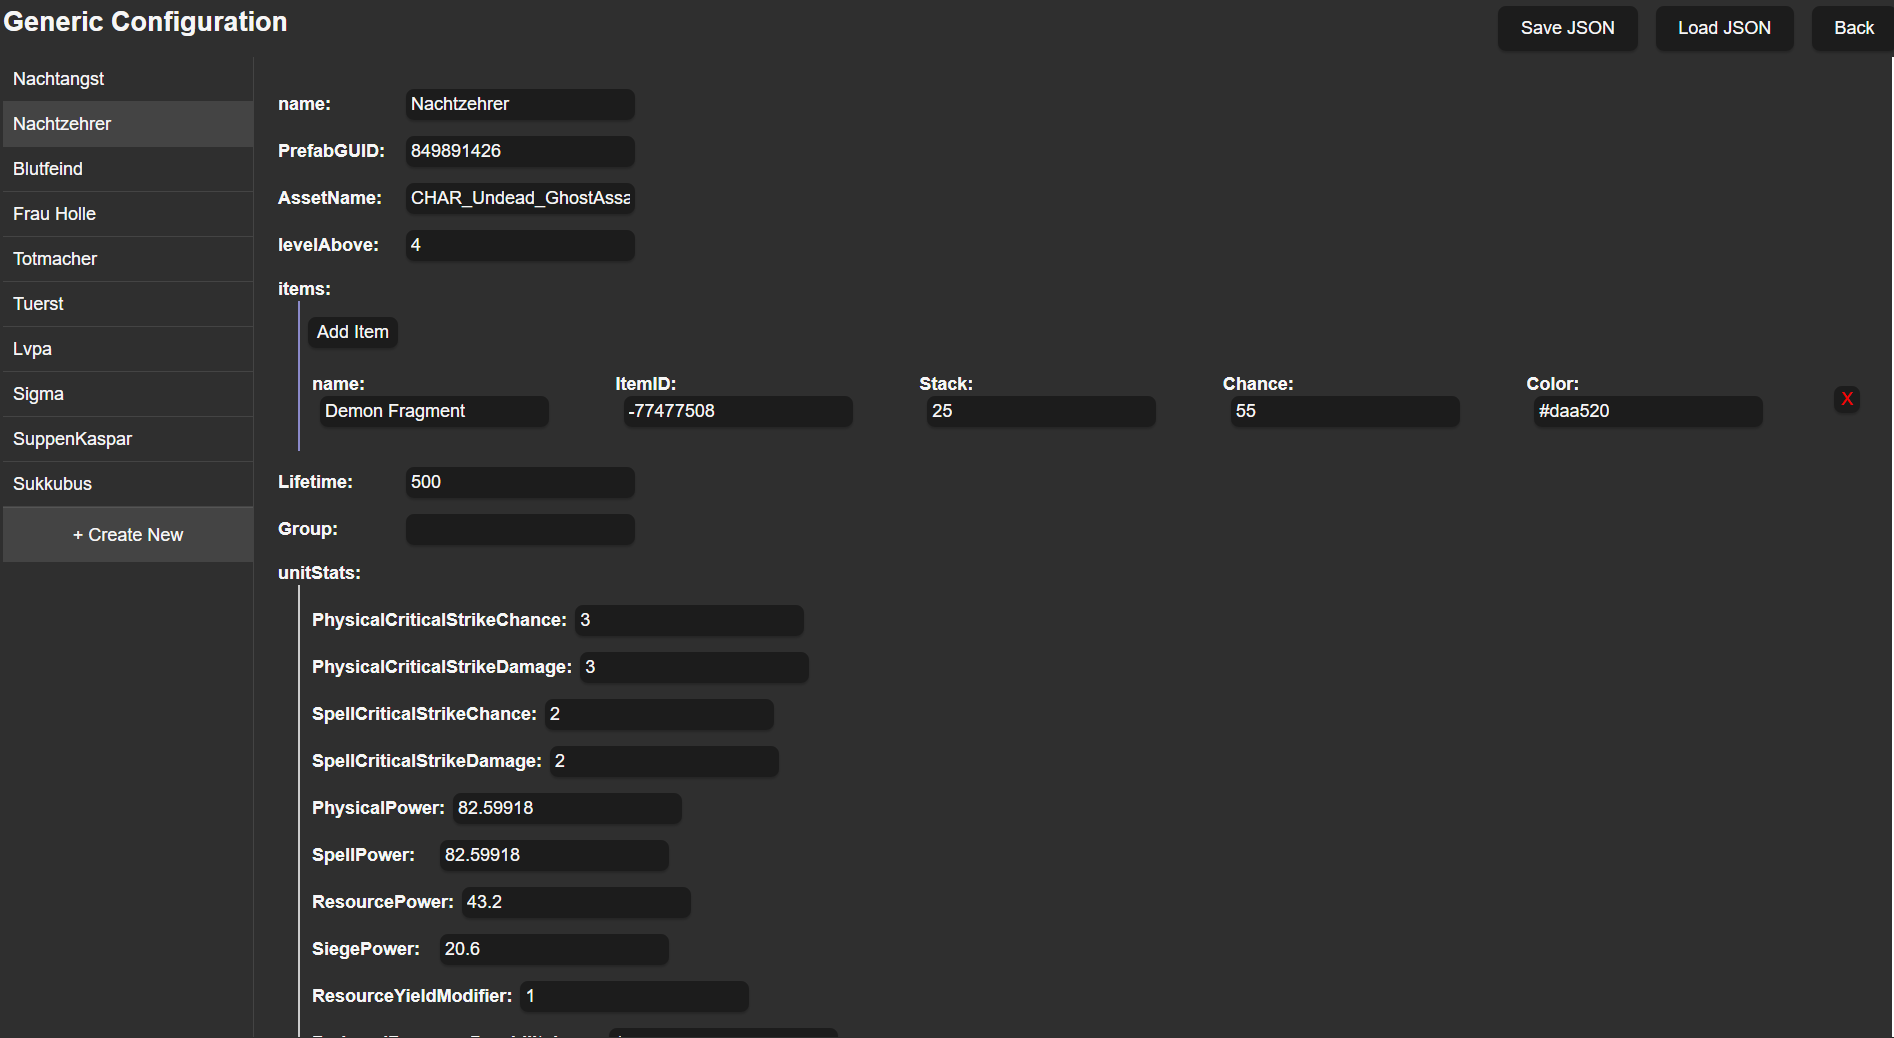 Generic Configuration
Save JSON
Load JSON
Back
Nachtangst
Nachtzehrer
Blutfeind
Frau Holle
Totmacher
Tuerst
Lvpa
Sigma
SuppenKaspar
Sukkubus
+ Create New
name: Nachtzehrer
PrefabGUID: 849891426
AssetName: CHAR_Undead_GhostAssa
levelAbove: 4
items:
Add Item
name: ItemID: Stack: Chance: Color:
Demon Fragment -77477508 25 55 #daa520 X
Lifetime: 500
Group:
unitStats:
PhysicalCriticalStrikeChance: 3
PhysicalCriticalStrikeDamage: 3
SpellCriticalStrikeChance: 2
SpellCriticalStrikeDamage: 2
PhysicalPower: 82.59918
SpellPower: 82.59918
ResourcePower: 43.2
SiegePower: 20.6
ResourceYieldModifier: 1